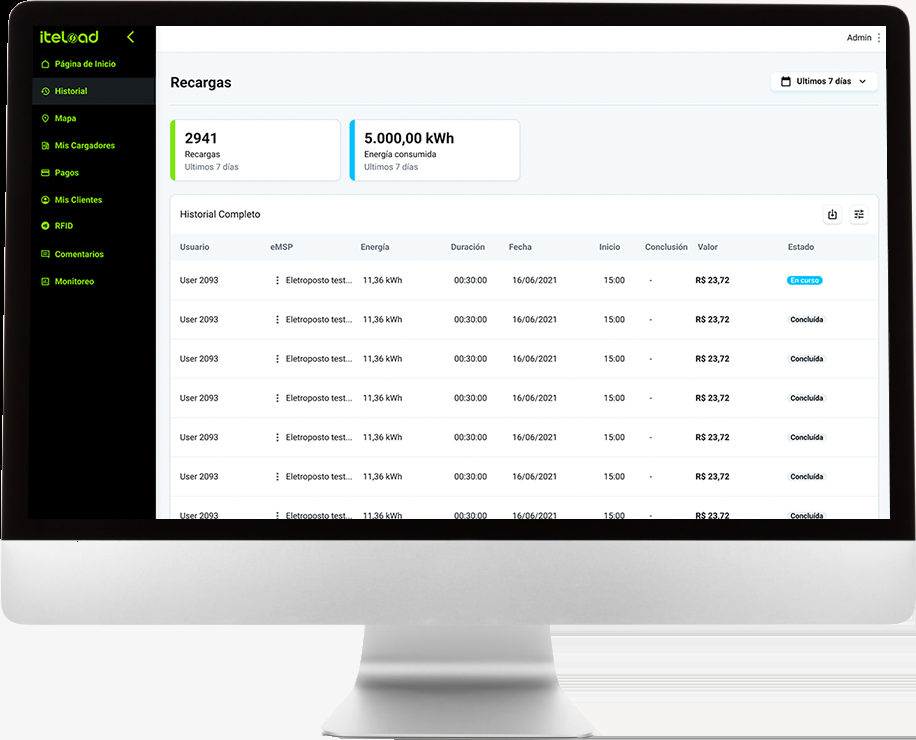 iteload
Admin
Página de Inicio
Historial
Mapa
Mis Cargadores
Pagos
Mis Clientes
RFID
Comentarios
Monitoreo
Recargas
Ultimos 7 días
2941
Recargas
Ultimos 7 días
5.000,00 kWh
Energía consumida
Ultimos 7 días
Historial Completo
Usuario eMSP Energía Duración Fecha Inicio Conclusión Valor Estado
User 2093 Eletroposto test... 11,36 kWh 00:30:00 16/06/2021 15:00 - R$ 23,72 En curso
User 2093 Eletroposto test... 11,36 kWh 00:30:00 16/06/2021 15:00 - R$ 23,72 Concluída
User 2093 Eletroposto test... 11,36 kWh 00:30:00 16/06/2021 15:00 - R$ 23,72 Concluída
User 2093 Eletroposto test... 11,36 kWh 00:30:00 16/06/2021 15:00 - R$ 23,72 Concluída
User 2093 Eletroposto test... 11,36 kWh 00:30:00 16/06/2021 15:00 - R$ 23,72 Concluída
User 2093 Eletroposto test... 11,36 kWh 00:30:00 16/06/2021 15:00 - R$ 23,72 Concluída
User 2093 Eletroposto test... 11,36 kWh 00:30:00 16/06/2021 15:00 - R$ 23,72 Concluída